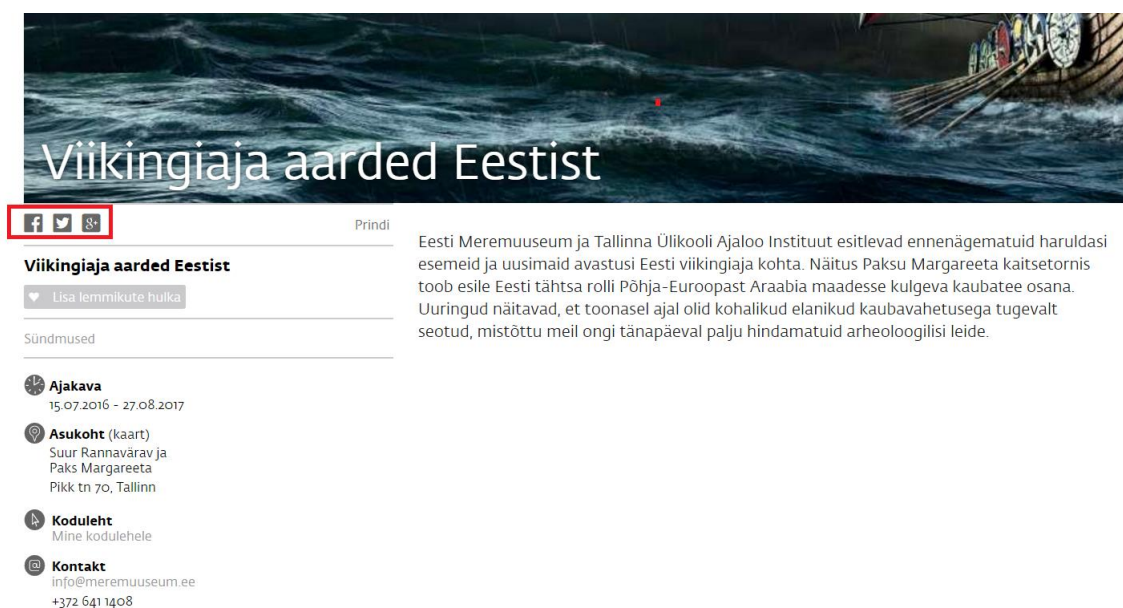 Viikingiaja aarded Eestist
Prindi
Viikingiaja aarded Eestist
Lisa lemmikute hulka
Sündmused
Ajakava
15.07.2016 - 27.08.2017
Asukoht (kaart)
Suur Rannavärav ja
Paks Margareeta
Pikk tn 70, Tallinn
Koduleht
Mine kodulehele
Kontakt
info@meremuuseum.ee
+372 641 1408
Eesti Meremuuseum ja Tallinna Ülikooli Ajaloo Instituut esitlevad ennenägematuid haruldasi
esemeid ja uusimaid avastusi Eesti viikingiaja kohta. Näitus Paksu Margareeta kaitsetornis
toob esile Eesti tähtsa rolli Põhja-Euroopast Araabia maadesse kulgeva kaubatee osana.
Uuringud näitavad, et toonasel ajal olid kohalikud elanikud kaubavahetusega tugevalt
seotud, mistõttu meil ongi tänapäeval palju hindamatuid arheoloogilisi leide.